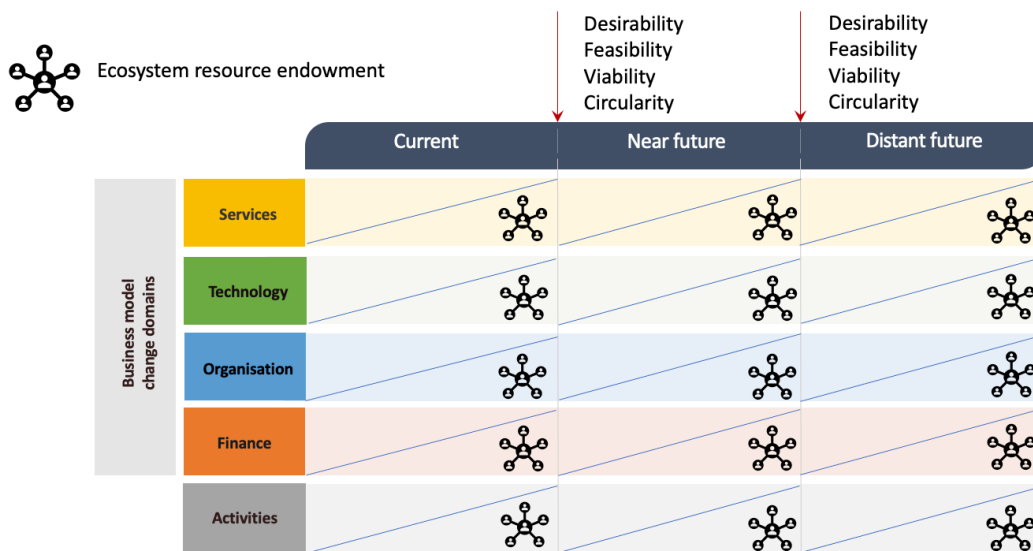 Desirability
Feasibility
Viability
Circularity
Desirability
Feasibility
Viability
Circularity
Ecosystem resource endowment
Current
Near future
Distant future
Business model
change domains
Services
Technology
Organisation
Finance
Activities